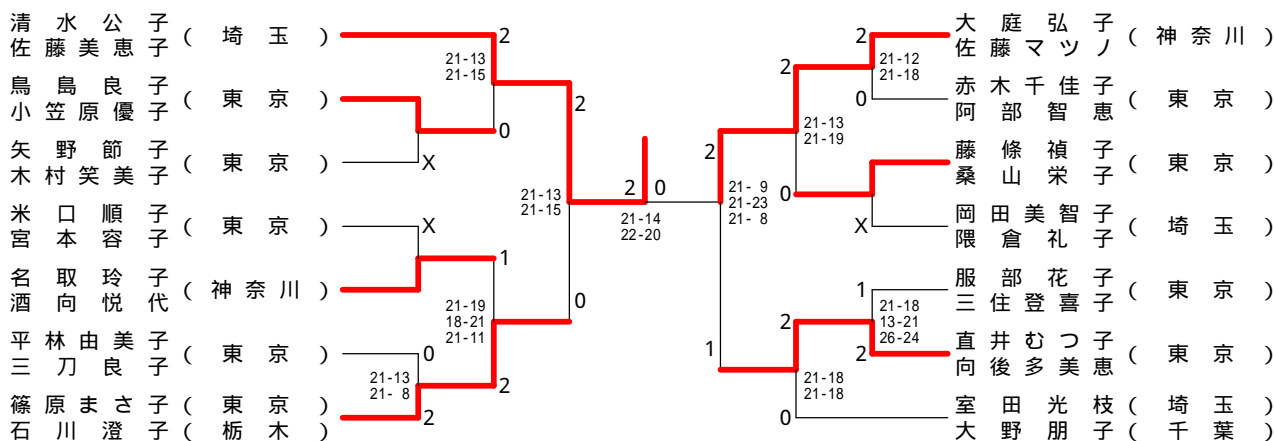 清水公子
佐藤美恵子
(埼玉)
鳥島良子
小笠原優子
(東京)
矢野節子
木村笑美子
(東京)
米口順子
宮本容子
(東京)
名取玲子
酒向悦代
(神奈川)
平林由美子
三刀良子
(東京)
篠原まさ子(東京)
石川澄子(栃木)
2
21-13
21-15
0
X
2
X
1
21-19
18-21
21-11
0
21-13
21- 8
2
2
21-13
21-15
0
2 0
21-14
22-20
2
21- 9
21-23
21- 8
1
2
21-13
21-19
0
2
21-12
21-18
0
X
1
21-18
13-21
26-24
2
2
21-18
21-18
0
大庭弘子
佐藤マツノ
(神奈川)
赤木千佳子
阿部智恵
(東京)
藤條禎子
桑山栄子
(東京)
岡田美智子
隈倉礼子
(埼玉)
服部花子
三住登喜子
(東京)
直井むつ子
向後多美恵
(東京)
室田光枝(埼玉)
大野朋子(千葉)